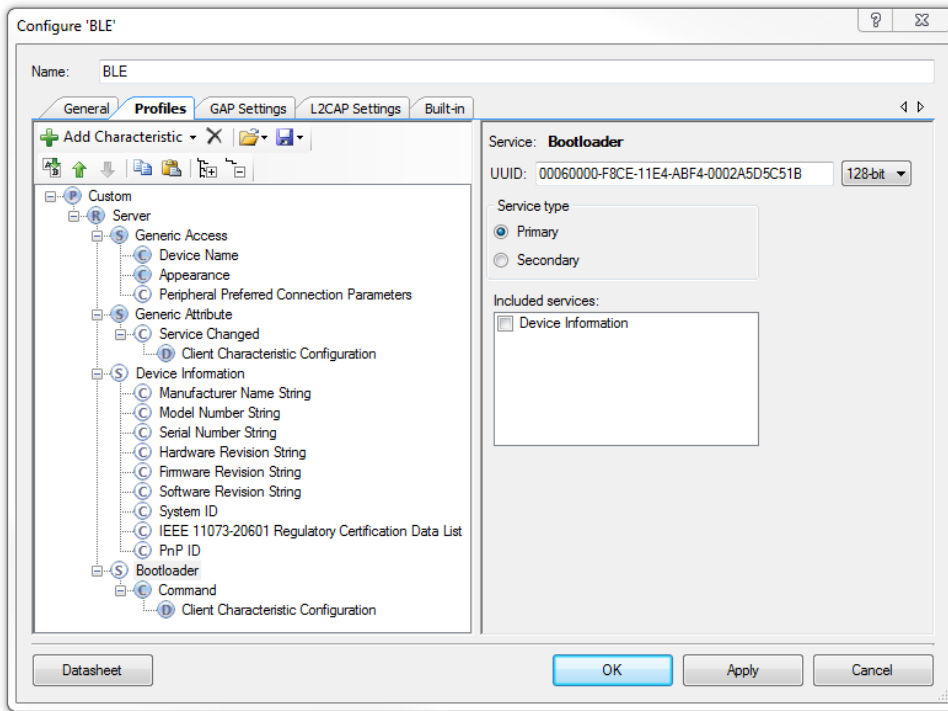 Configure 'BLE'
Name: BLE
General Profiles GAP Settings L2CAP Settings Built-in
Add Characteristic
Custom
Server
Generic Access
Device Name
Appearance
Peripheral Preferred Connection Parameters
Generic Attribute
Service Changed
Client Characteristic Configuration
Device Information
Manufacturer Name String
Model Number String
Serial Number String
Hardware Revision String
Firmware Revision String
Software Revision String
System ID
IEEE 11073-20601 Regulatory Certification Data List
PnP ID
Bootloader
Command
Client Characteristic Configuration
Service: Bootloader
UUID: 00060000-F8CE-11E4-ABF4-0002A5D5C51B 128-bit
Service type
Primary
Secondary
Included services:
Device Information
Datasheet OK Apply Cancel